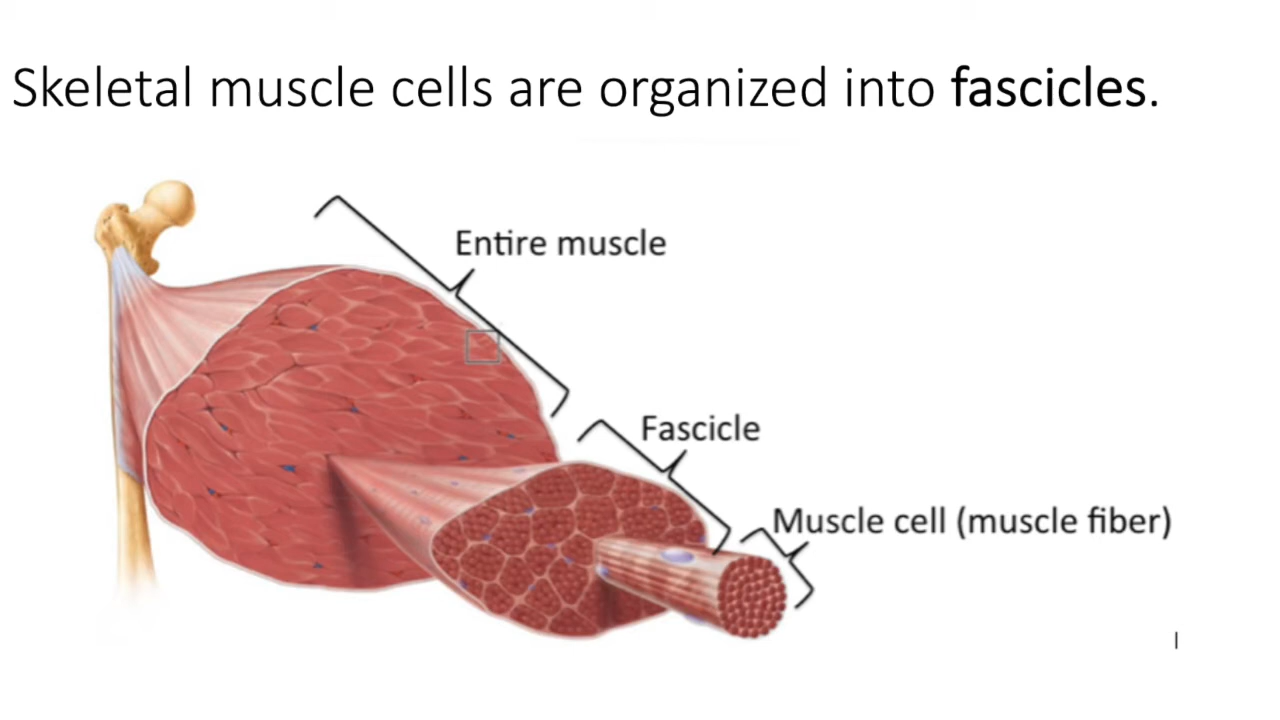 Skeletal muscle cells are organized into fascicles.
Entire muscle
Fascicle
Muscle cell (muscle fiber)